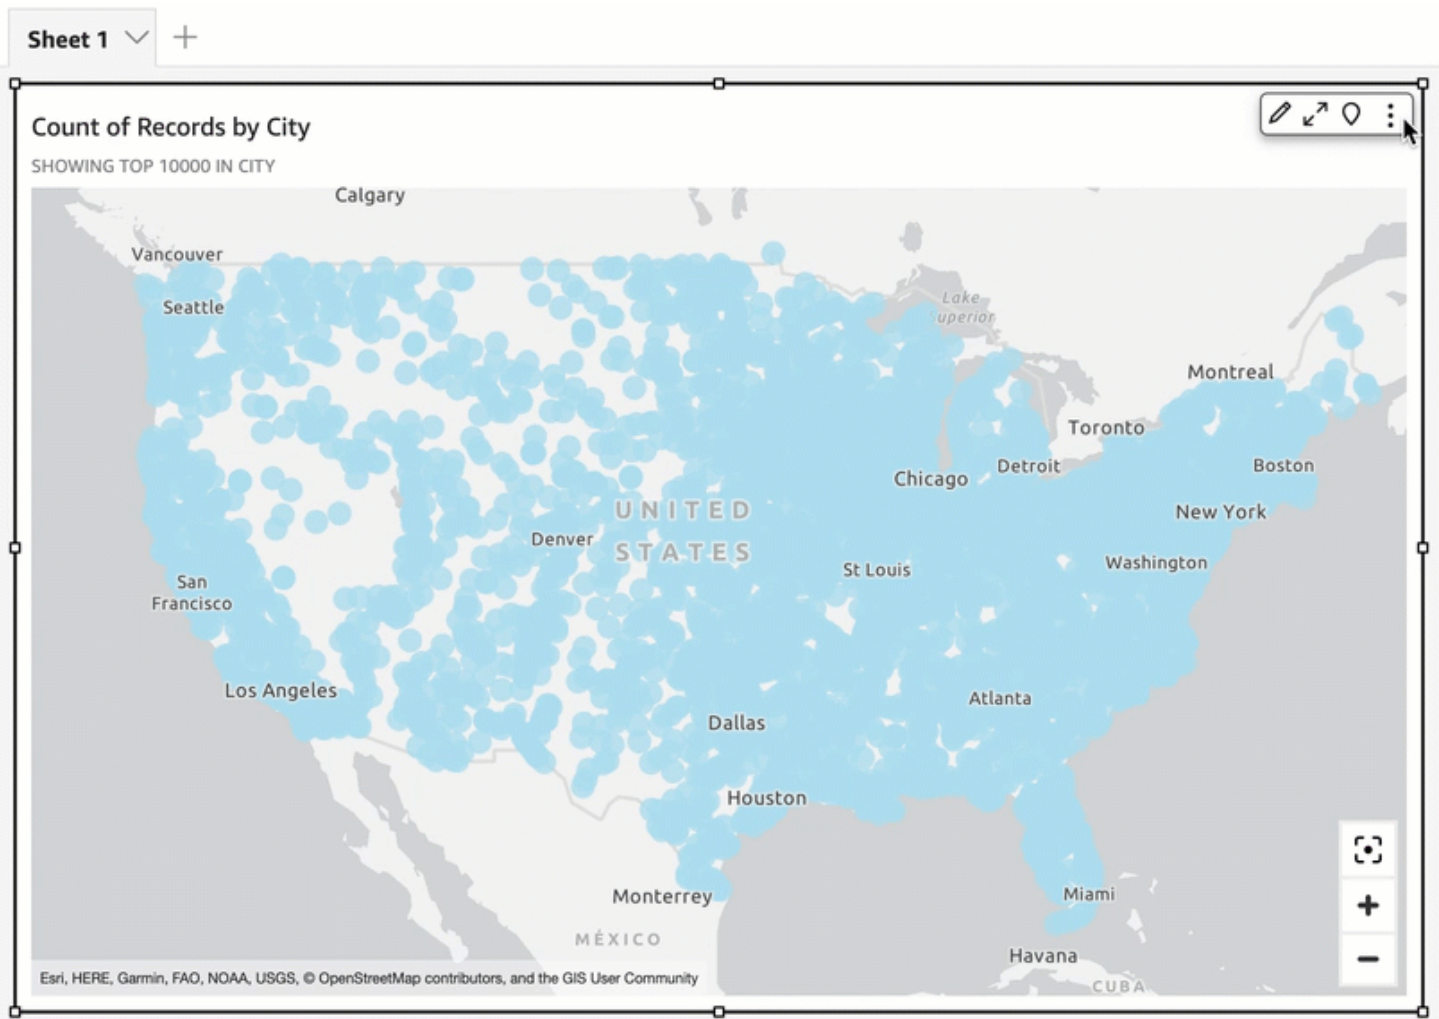 Sheet 1
Count of Records by City
SHOWING TOP 10000 IN CITY
Calgary
Vancouver
Seattle
Lake
Superior
Montreal
Toronto
Chicago
Detroit
Boston
UNITED
STATES
New York
Denver
St Louis
Washington
San
Francisco
Los Angeles
Atlanta
Dallas
Houston
Monterrey
Miami
MÉXICO
Havana
CUBA
Esri, HERE, Garmin, FAO, NOAA, USGS, © OpenStreetMap contributors, and the GIS User Community